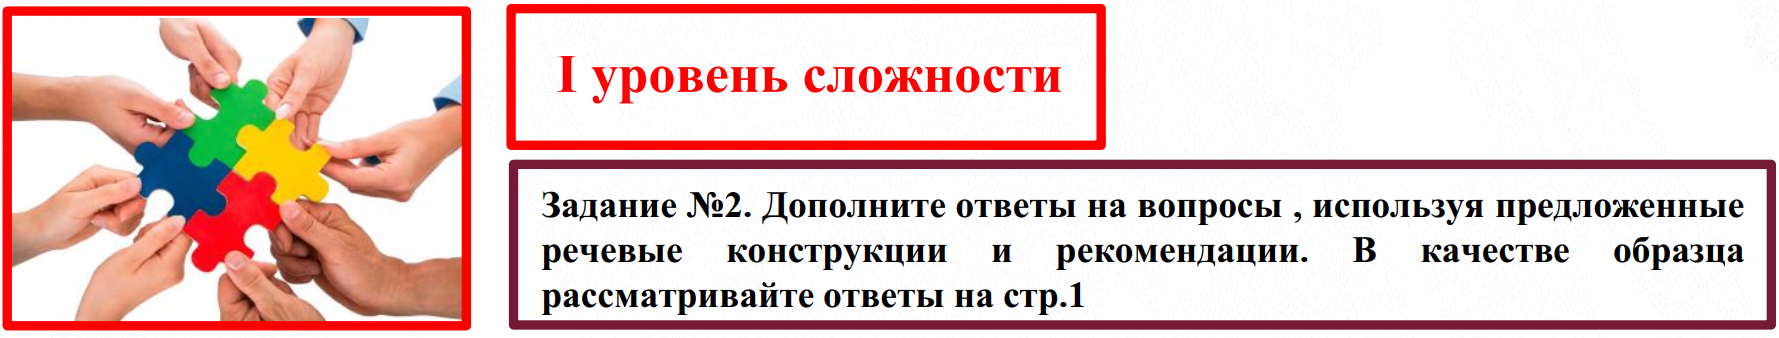 I уровень сложности
Задание №2. Дополните ответы на вопросы , используя предложенные
речевые конструкции и рекомендации. В качестве образца
рассматривайте ответы на стр.1